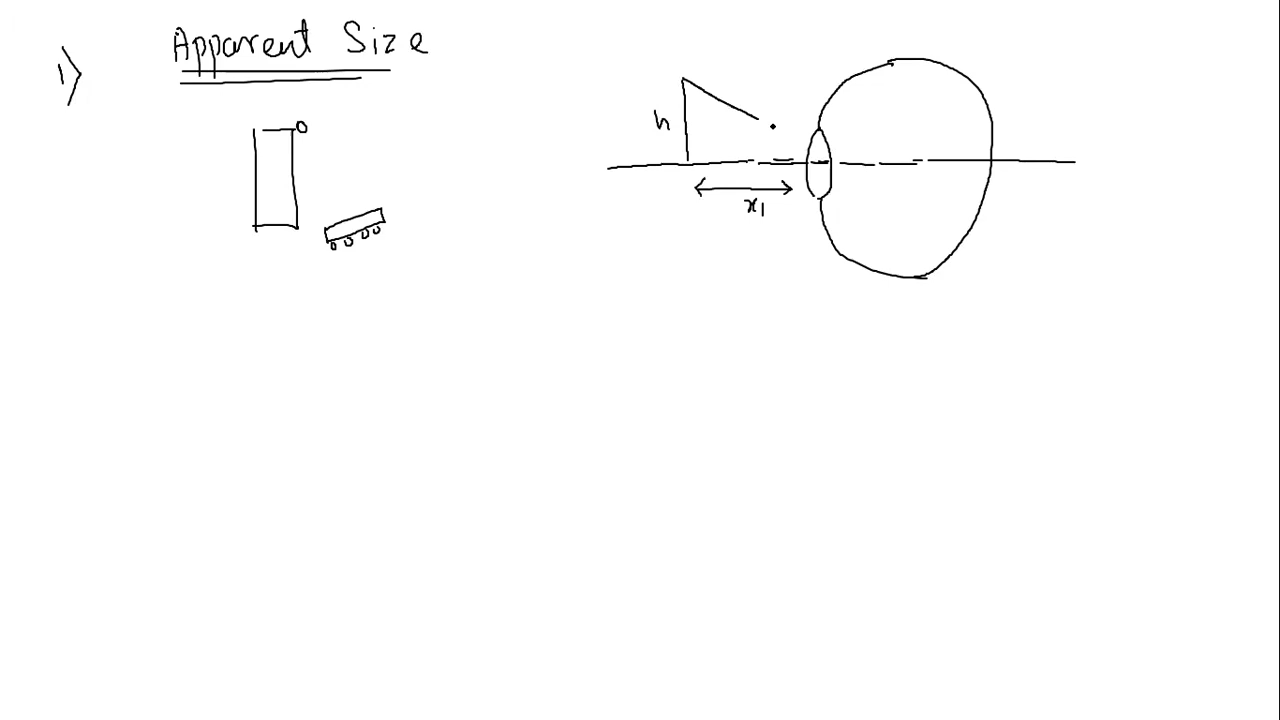 1) Apparent Size
h
x₁